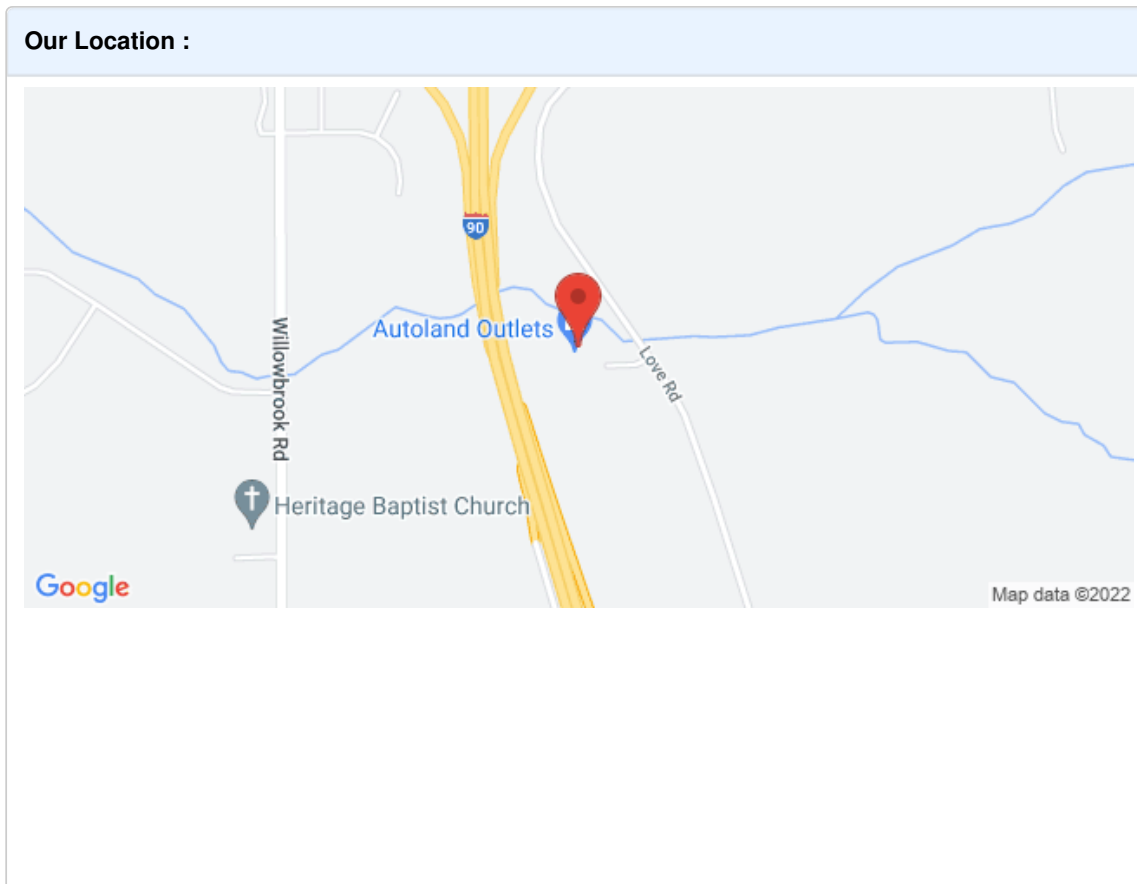 Our Location :
90
Autoland Outlets
Willowbrook Rd
Love Rd
Heritage Baptist Church
Google
Map data ©2022